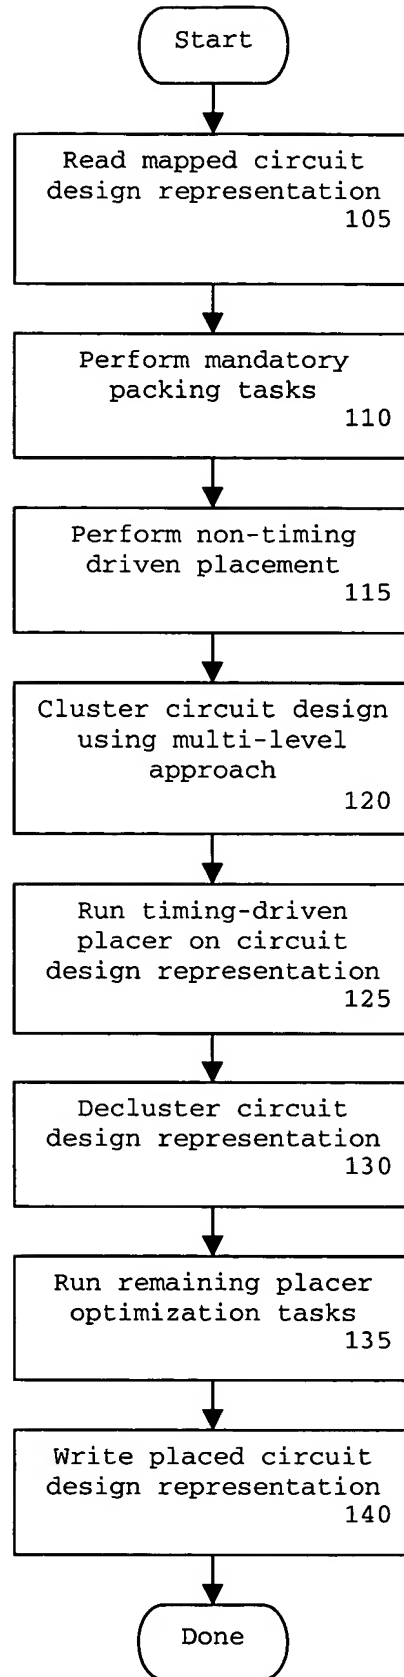 Start
Read mapped circuit
design representation
105
Perform mandatory
packing tasks
110
Perform non-timing
driven placement
115
Cluster circuit design
using multi-level
approach
120
Run timing-driven
placer on circuit
design representation
125
Decluster circuit
design representation
130
Run remaining placer
optimization tasks
135
Write placed circuit
design representation
140
Done